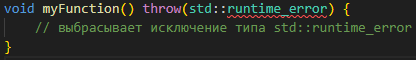 void myFunction() throw(std::runtime_error) {
    // выбрасывает исключение типа std::runtime_error
}